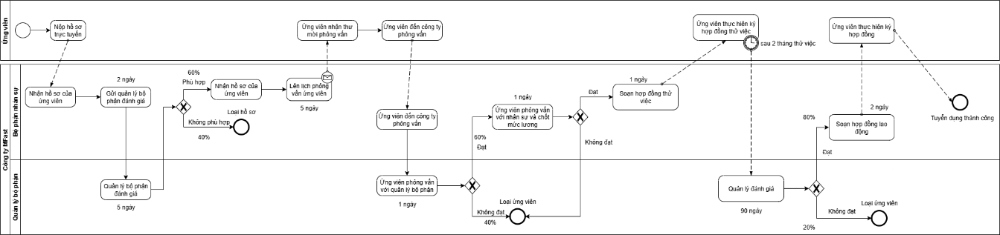 Ứng viên
Nộp hồ sơ
trực tuyến
Ứng viên nhận thư
mời phỏng vấn
Ứng viên đến công ty
phỏng vấn
Ứng viên thực hiện ký
hợp đồng thử việc
sau 2 tháng thử việc
Ứng viên thực hiện ký
hợp đồng
Công ty MFast
Bộ phận nhân sự
Nhận hồ sơ của
ứng viên
2 ngày
Gửi quản lý bộ
phận đánh giá
60%
Phù hợp
Nhận hồ sơ của
ứng viên
Lên lịch phỏng
vấn ứng viên
5 ngày
Không phù hợp
40%
Loại hồ sơ
Ứng viên đến công ty
phỏng vấn
1 ngày
Ứng viên phỏng vấn
với nhân sự và chốt
mức lương
60%
Đạt
Đạt
Không đạt
1 ngày
Soạn hợp đồng thử
việc
80%
Đạt
2 ngày
Soạn hợp đồng lao
động
Tuyển dụng thành công
Quản lý bộ phận
Quản lý bộ phận
đánh giá
5 ngày
Ứng viên phỏng vấn
với quản lý bộ phận
1 ngày
Không đạt
40%
Loại ứng viên
Quản lý đánh giá
90 ngày
Không đạt
20%
Loại ứng viên